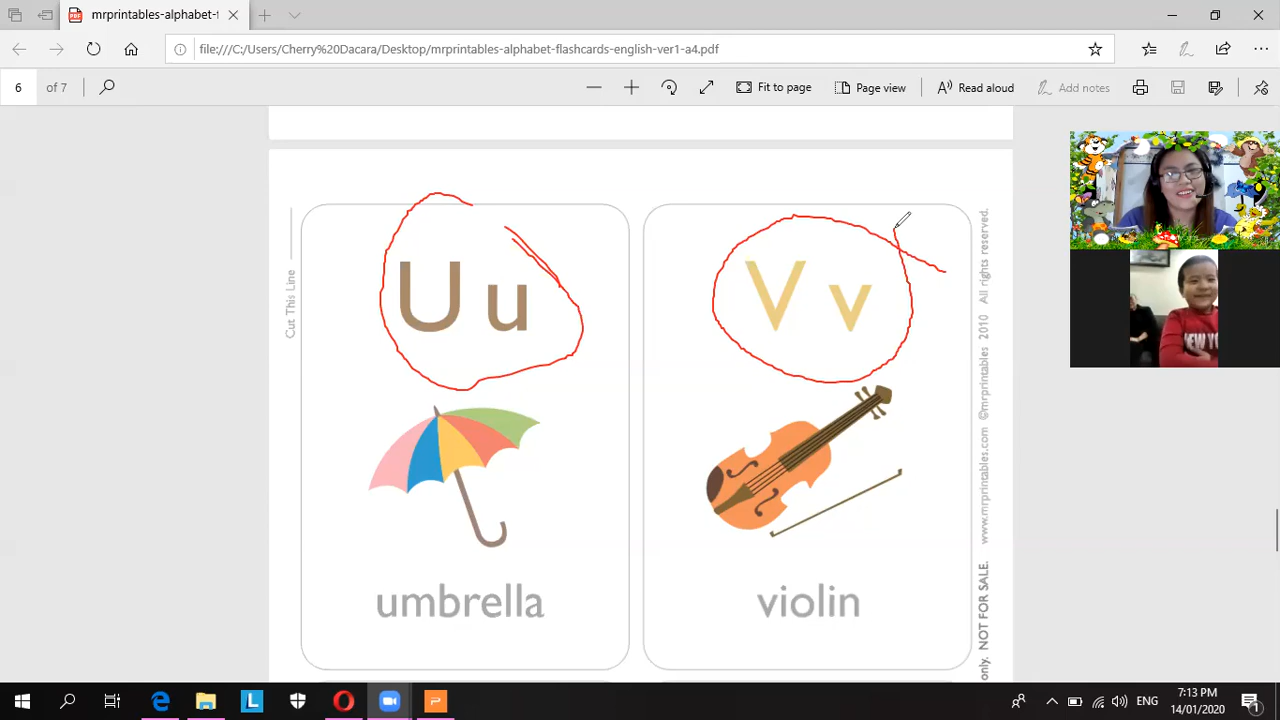 mrprintables-alphabet-f
file:///C:/Users/Cherry%20Dacara/Desktop/mrprintables-alphabet-flashcards-english-ver1-a4.pdf
6 of 7
Fit to page
Page view
Read aloud
Add notes
Cut This Line
U u
umbrella
V v
violin
only. NOT FOR SALE. www.mrprintables.com ©mrprintables 2010 All rights reserved.
NEW
ENG
7:13 PM
14/01/2020
1